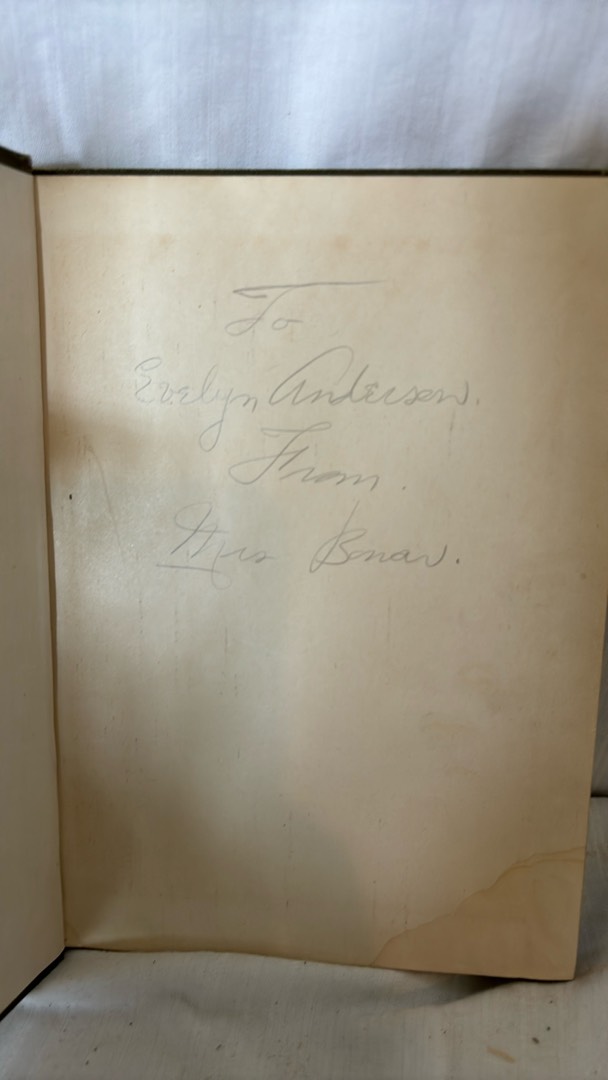 To
Evelyn Anderson.
From.
Mrs Bonar.